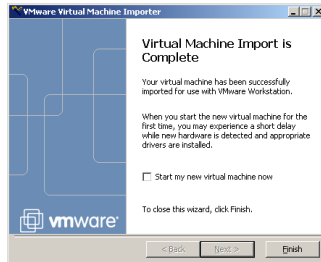 VMware Virtual Machine Importer
Virtual Machine Import is
Complete
Your virtual machine has been successfully
imported for use with VMware Workstation.
When you start the new virtual machine for the
first time, you may experience a short delay
while new hardware is detected and appropriate
drivers are installed.
Start my new virtual machine now
To close this wizard, click Finish.
vmware®
< Back
Next >
Finish